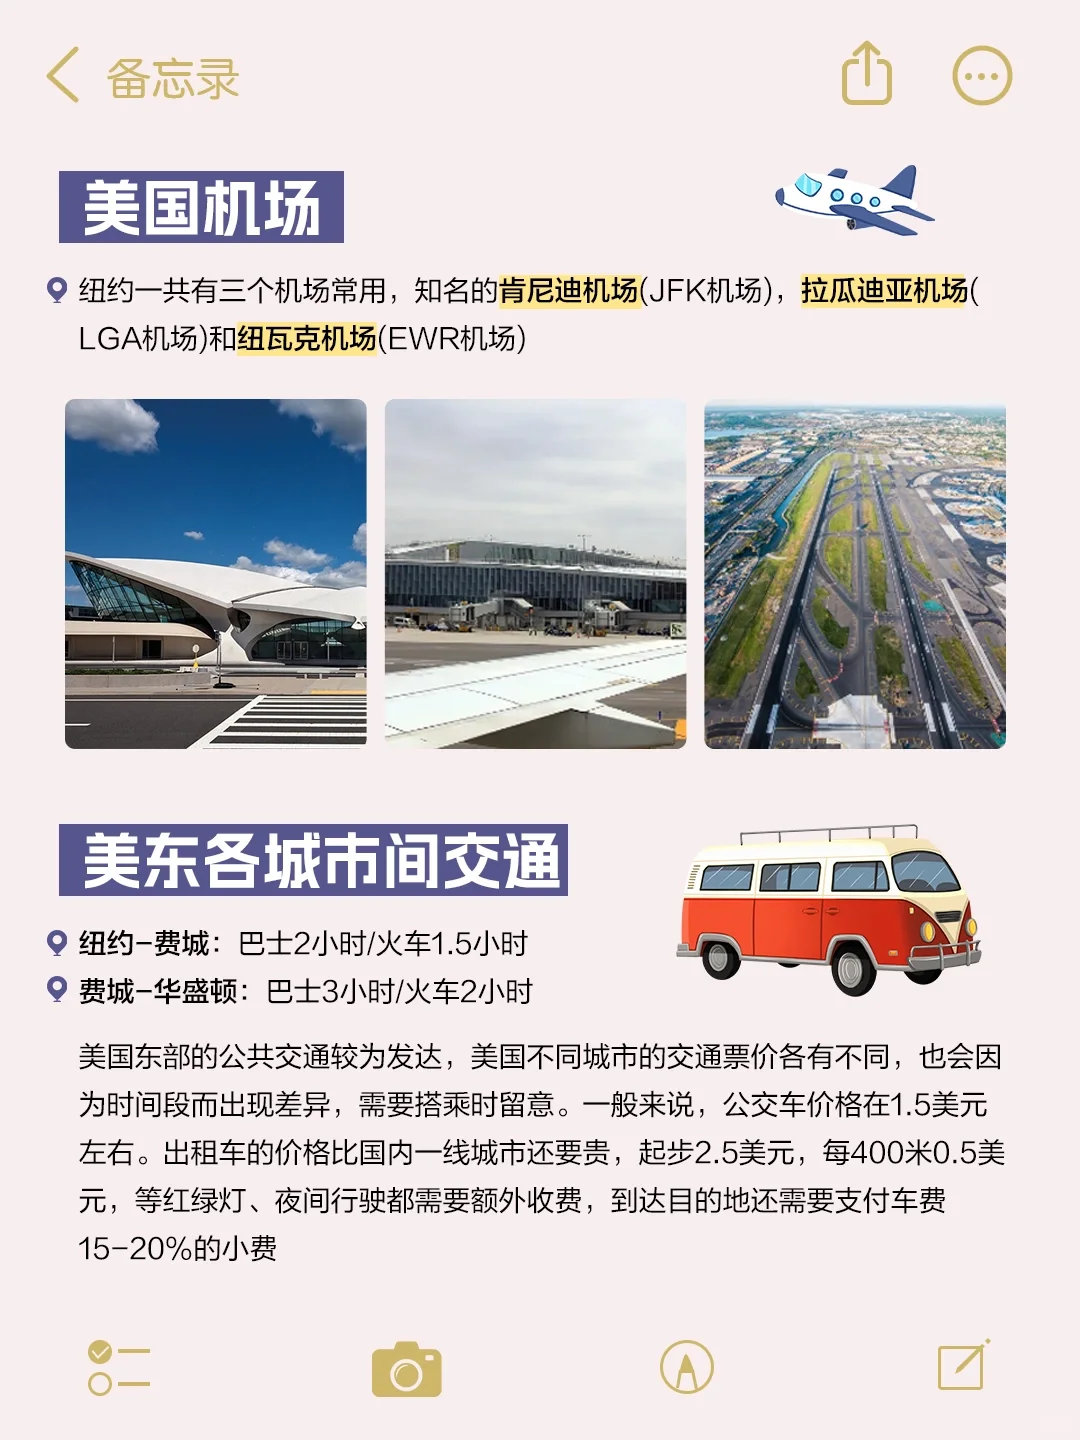 备忘录
美国机场
纽约一共有三个机场常用，知名的肯尼迪机场(JFK机场)，拉瓜迪亚机场(
LGA机场)和纽瓦克机场(EWR机场)
美东各城市间交通
纽约-费城：巴士2小时/火车1.5小时
费城-华盛顿：巴士3小时/火车2小时
美国东部的公共交通较为发达，美国不同城市的交通票价各有不同，也会因
为时间段而出现差异，需要搭乘时留意。一般来说，公交车价格在1.5美元
左右。出租车的价格比国内一线城市还要贵，起步2.5美元，每400米0.5美
元，等红绿灯、夜间行驶都需要额外收费，到达目的地还需要支付车费
15-20%的小费